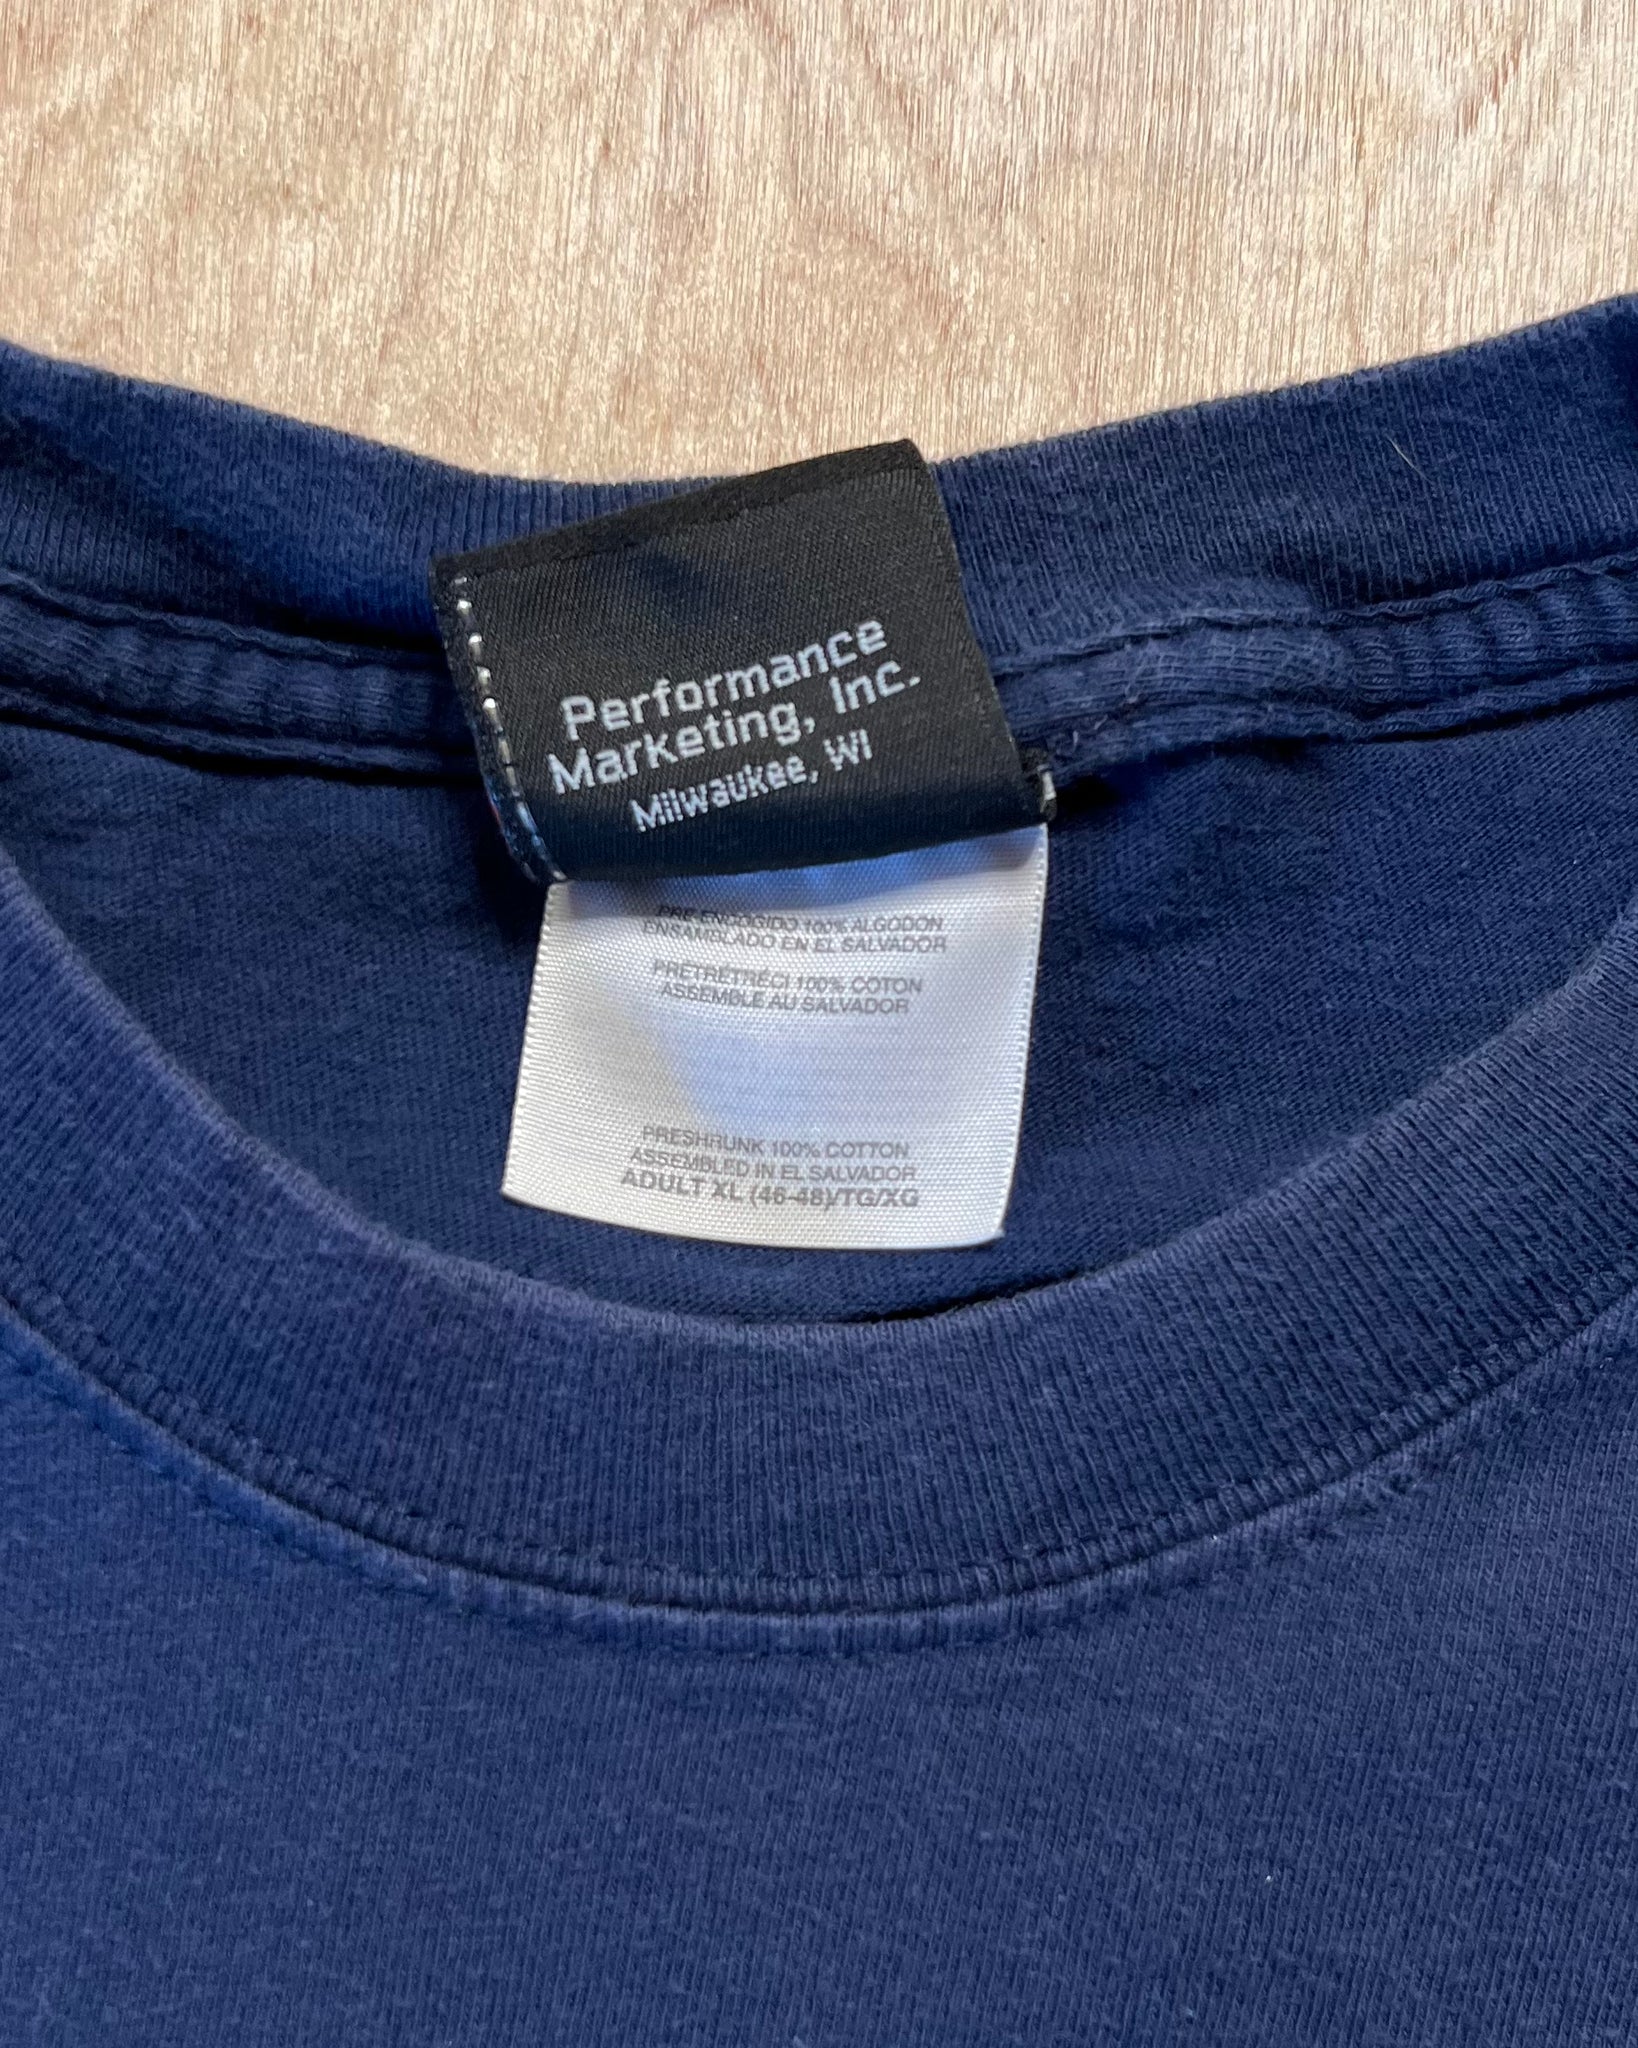 Performance
Marketing, Inc.
Milwaukee, WI
PRE-ENCOGIDO 100% ALGODON
ENSAMBLADO EN EL SALVADOR
PRÉTRÉTRÉCI 100% COTON
ASSEMBLE AU SALVADOR
PRESHRUNK 100% COTTON
ASSEMBLED IN EL SALVADOR
ADULT XL (46-48)/TG/XG